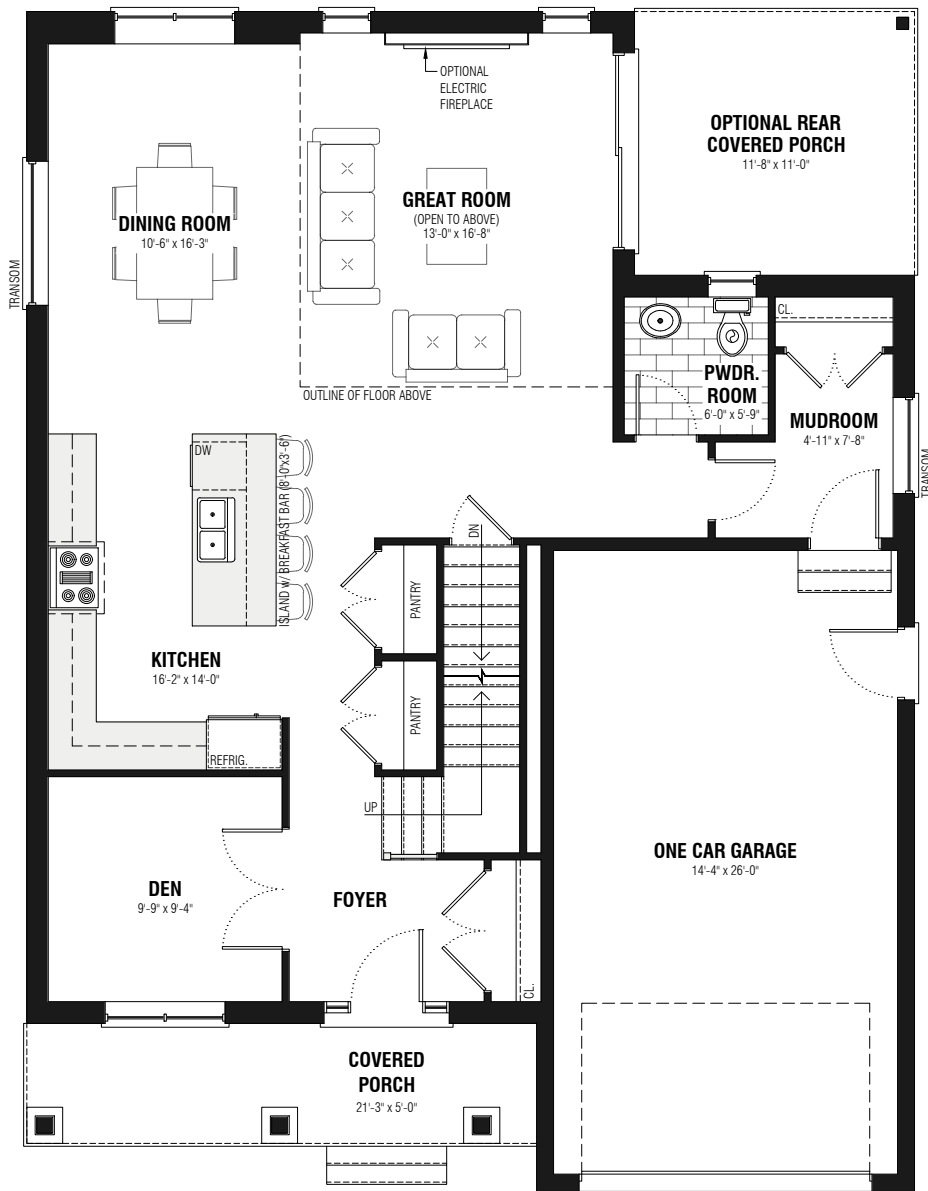 OPTIONAL
ELECTRIC
FIREPLACE
OPTIONAL REAR
COVERED PORCH
11'-8" x 11'-0"
DINING ROOM
10'-6" x 16'-3"
GREAT ROOM
(OPEN TO ABOVE)
13'-0" x 16'-8"
TRANSOM
CL.
PWDR.
ROOM
6'-0" x 5'-9"
OUTLINE OF FLOOR ABOVE
MUDROOM
4'-11" x 7'-8"
TRANSOM
DW
ISLAND w/ BREAKFAST BAR (8'-0"x3'-6")
DN
PANTRY
KITCHEN
16'-2" x 14'-0"
PANTRY
REFRIG.
UP
ONE CAR GARAGE
14'-4" x 26'-0"
DEN
9'-9" x 9'-4"
FOYER
CL.
COVERED
PORCH
21'-3" x 5'-0"